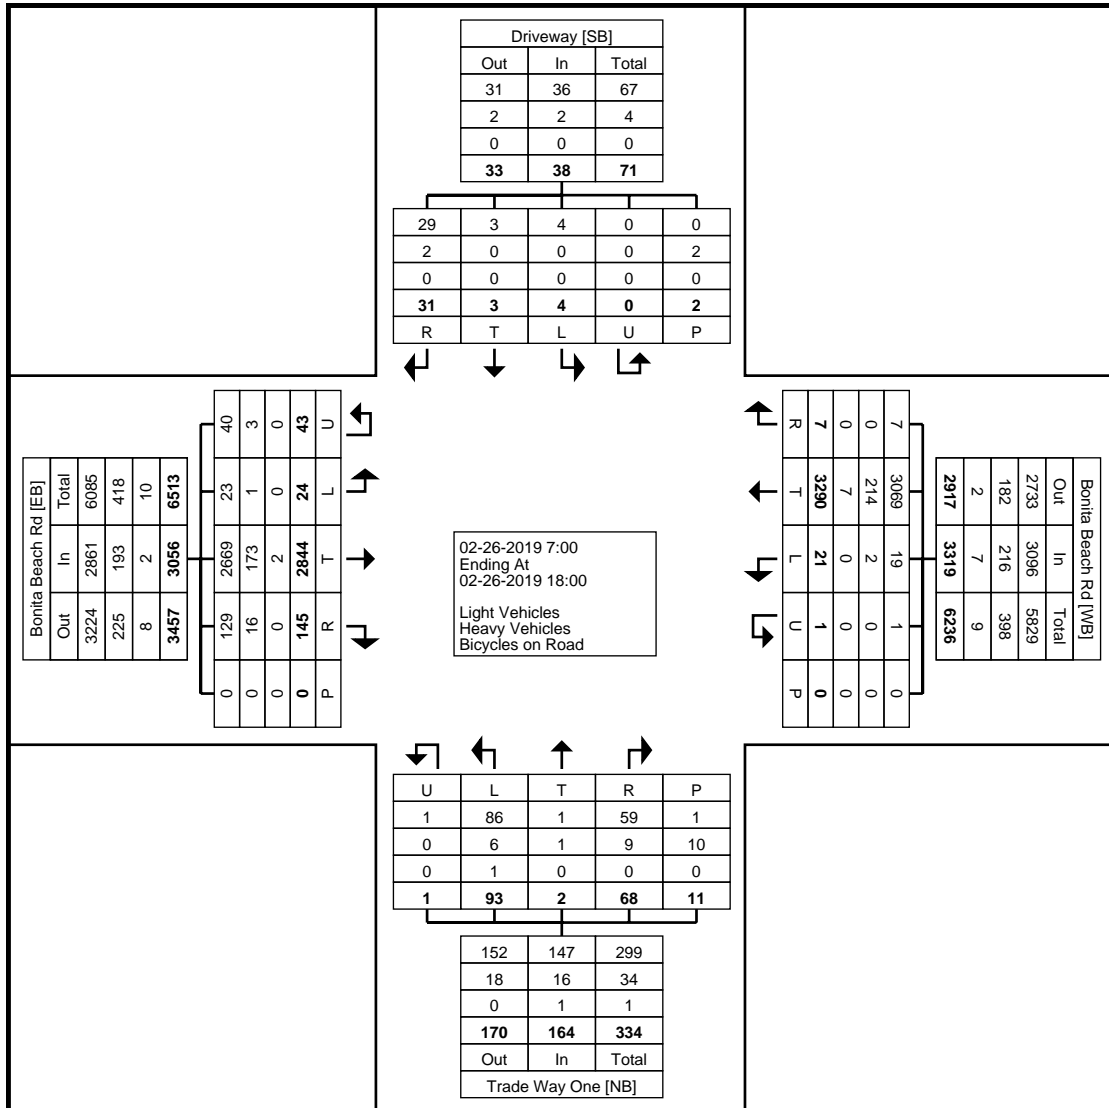 Driveway [SB]
Out In Total
31 36 67
2 2 4
0 0 0
33 38 71
29 3 4 0 0
2 0 0 0 2
0 0 0 0 0
31 3 4 0 2
R T L U P
Bonita Beach Rd [EB]
Total In Out
6085 2861 3224
418 193 225
10 2 8
6513 3056 3457
40 23 2669 129 0
3 1 173 16 0
0 0 2 0 0
43 24 2844 145 0
U L T R P
02-26-2019 7:00
Ending At
02-26-2019 18:00
Light Vehicles
Heavy Vehicles
Bicycles on Road
R T L U P
7 3290 21 1 0
0 7 0 0 0
0 214 2 0 0
7 3069 19 1 0
Bonita Beach Rd [WB]
Out In Total
2733 3096 5829
182 216 398
2 7 9
2917 3319 6236
U L T R P
1 86 1 59 1
0 6 1 9 10
0 1 0 0 0
1 93 2 68 11
152 147 299
18 16 34
0 1 1
170 164 334
Out In Total
Trade Way One [NB]